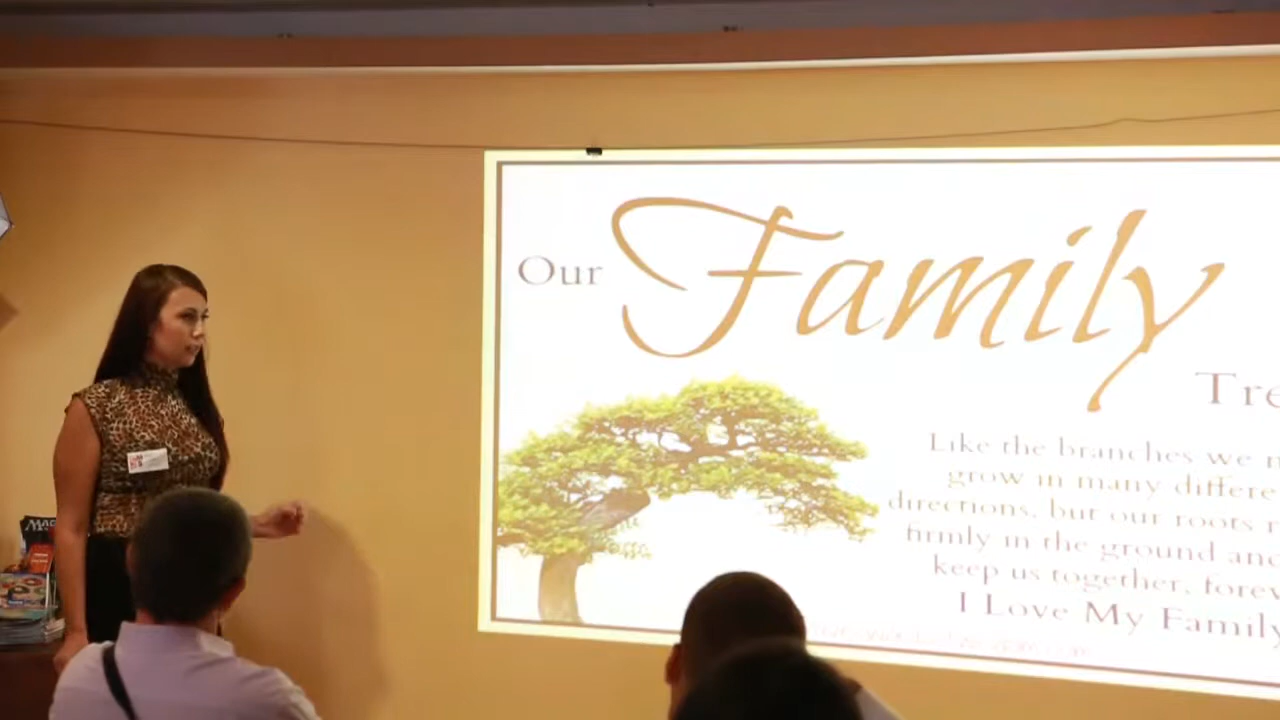 Our Family
Tre
Like the branches we m
grow in many differe
directions, but our roots r
firmly in the ground and
keep us together, forev
I Love My Family
MAG